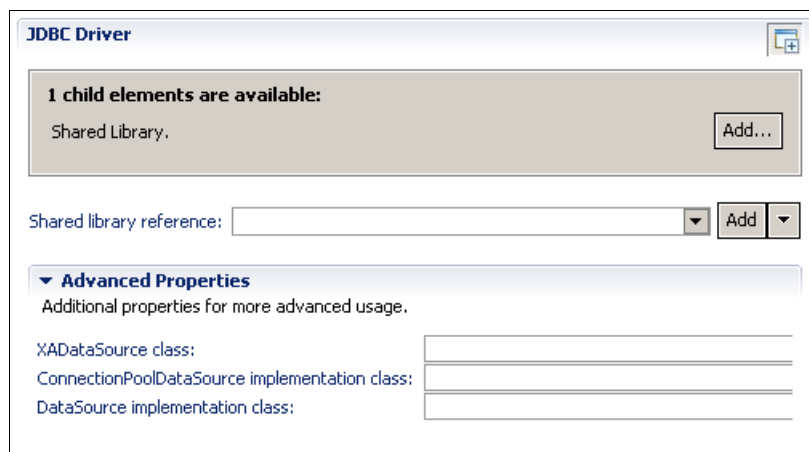 JDBC Driver
1 child elements are available:
Shared Library.
Add...
Shared library reference:
Add
Advanced Properties
Additional properties for more advanced usage.
XADataSource class:
ConnectionPoolDataSource implementation class:
DataSource implementation class: